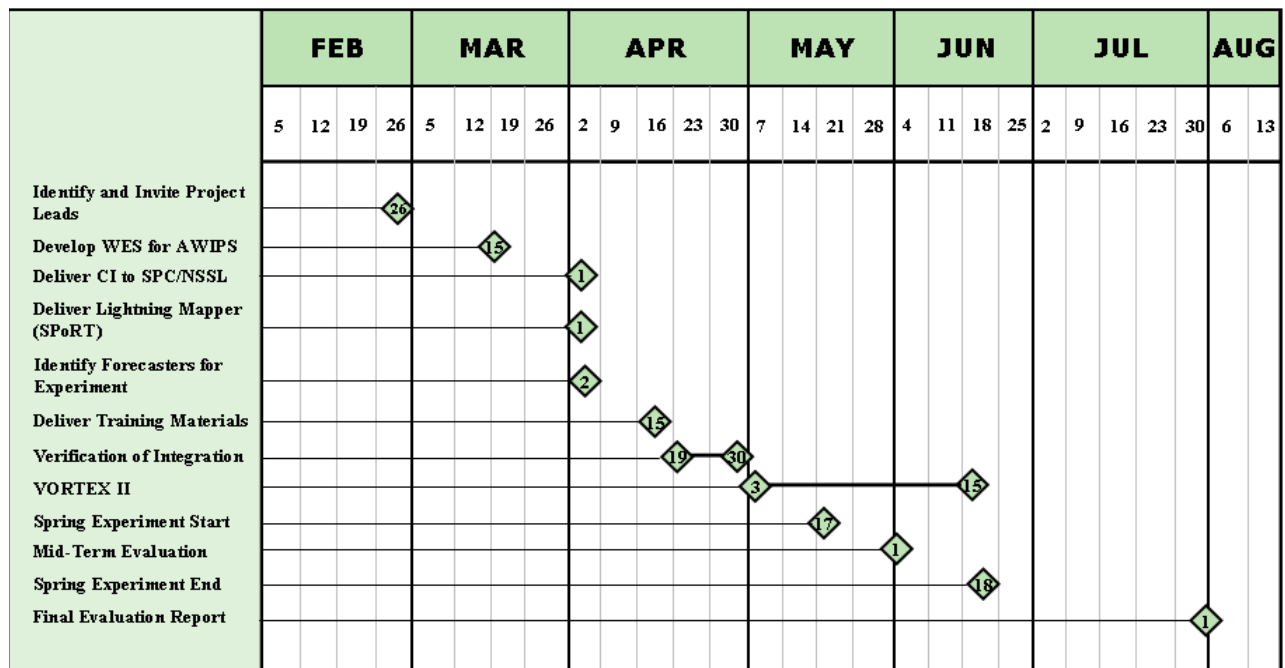 FEB MAR APR MAY JUN JUL AUG
5 12 19 26 5 12 19 26 2 9 16 23 30 7 14 21 28 4 11 18 25 2 9 16 23 30 6 13
Identify and Invite Project
Leads
26
Develop WES for AWIPS
15
Deliver CI to SPC/NSSL
1
Deliver Lightning Mapper
(SPoRT)
1
Identify Forecasters for
Experiment
2
Deliver Training Materials
15
Verification of Integration
19 30
VORTEX II
3 15
Spring Experiment Start
17
Mid-Term Evaluation
1
Spring Experiment End
18
Final Evaluation Report
1